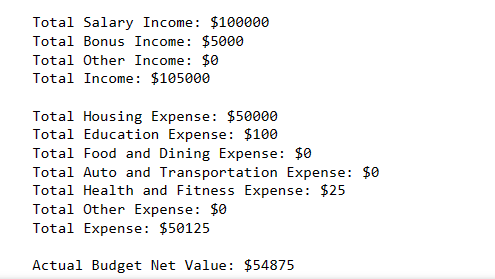 Total Salary Income: $100000
Total Bonus Income: $5000
Total Other Income: $0
Total Income: $105000
Total Housing Expense: $50000
Total Education Expense: $100
Total Food and Dining Expense: $0
Total Auto and Transportation Expense: $0
Total Health and Fitness Expense: $25
Total Other Expense: $0
Total Expense: $50125
Actual Budget Net Value: $54875